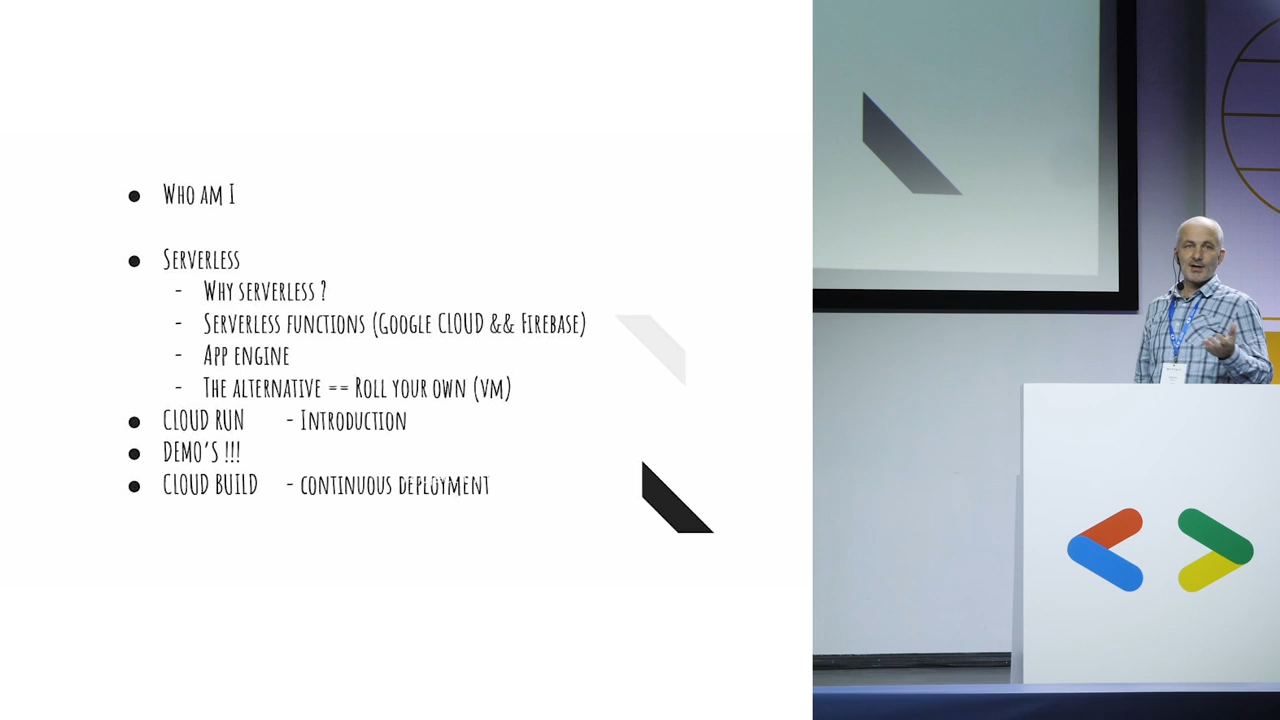 ● Who am I
● Serverless
- Why serverless ?
- Serverless functions (Google CLOUD && Firebase)
- App engine
- The alternative == Roll your own (vm)
● CLOUD RUN - Introduction
● DEMO'S !!!
● CLOUD BUILD - continuous deployment